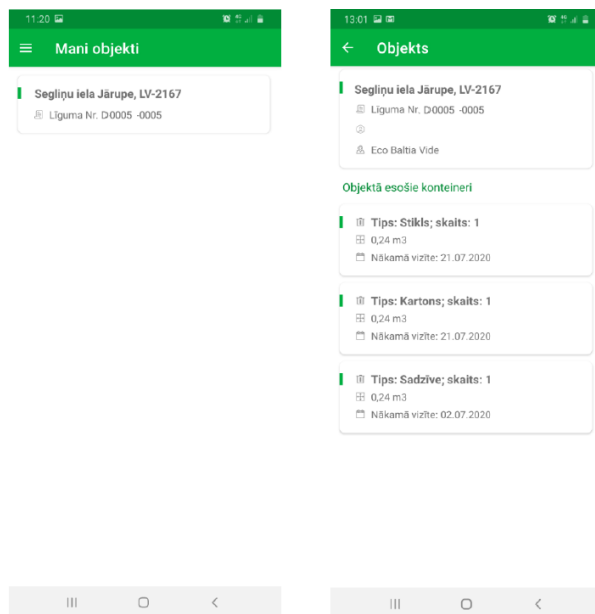 11:20
Mani objekti
Segliņu iela Jārupe, LV-2167
Līguma Nr. D0005 -0005
13:01
Objekts
Segliņu iela Jārupe, LV-2167
Līguma Nr. D0005 -0005
Eco Baltia Vide
Objektā esošie konteineri
Tips: Stikls; skaits: 1
0,24 m3
Nākamā vizīte: 21.07.2020
Tips: Kartons; skaits: 1
0,24 m3
Nākamā vizīte: 21.07.2020
Tips: Sadzīve; skaits: 1
0,24 m3
Nākamā vizīte: 02.07.2020